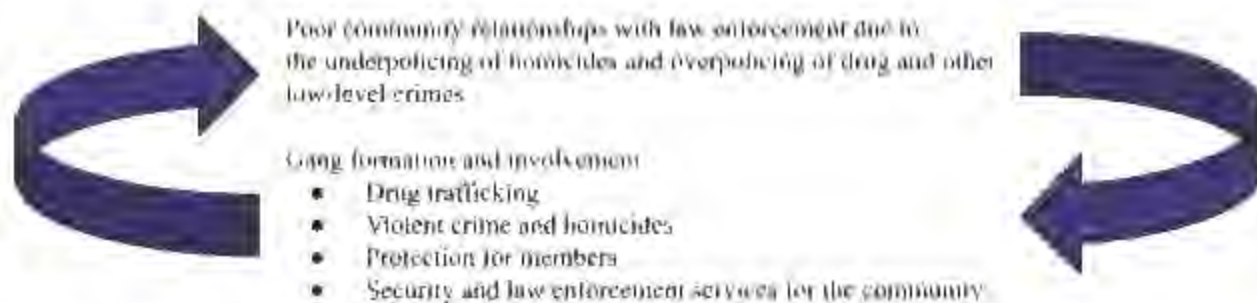 Poor community relationships with law enforcement due to
the underpolicing of homicides and overpolicing of drug and other
low-level crimes
Gang formation and involvement
• Drug trafficking
• Violent crime and homicides
• Protection for members
• Security and law enforcement services for the community